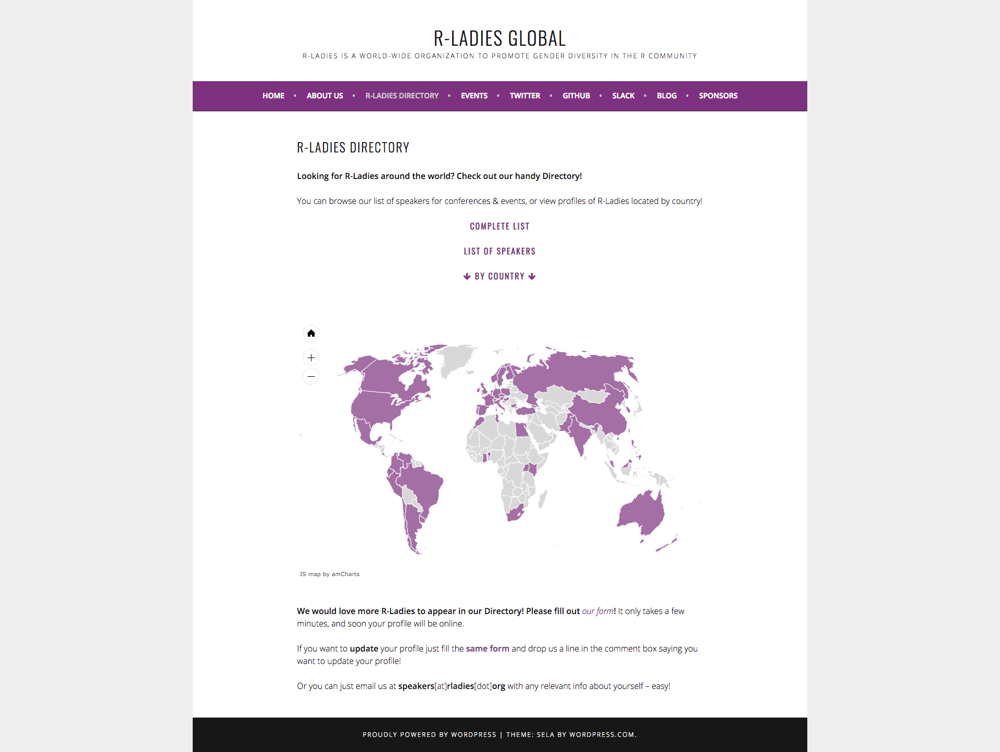 R-LADIES GLOBAL
R-LADIES IS A WORLD-WIDE ORGANIZATION TO PROMOTE GENDER DIVERSITY IN THE R COMMUNITY
HOME • ABOUT US • R-LADIES DIRECTORY • EVENTS • TWITTER • GITHUB • SLACK • BLOG • SPONSORS
R-LADIES DIRECTORY
Looking for R-Ladies around the world? Check out our handy Directory!
You can browse our list of speakers for conferences & events, or view profiles of R-Ladies located by country!
COMPLETE LIST
LIST OF SPEAKERS
BY COUNTRY
JS map by amCharts
We would love more R-Ladies to appear in our Directory! Please fill out our form! It only takes a few
minutes, and soon your profile will be online.
If you want to update your profile just fill the same form and drop us a line in the comment box saying you
want to update your profile!
Or you can just email us at speakers[at]rladies[dot]org with any relevant info about yourself – easy!
PROUDLY POWERED BY WORDPRESS | THEME: SELA BY WORDPRESS.COM.